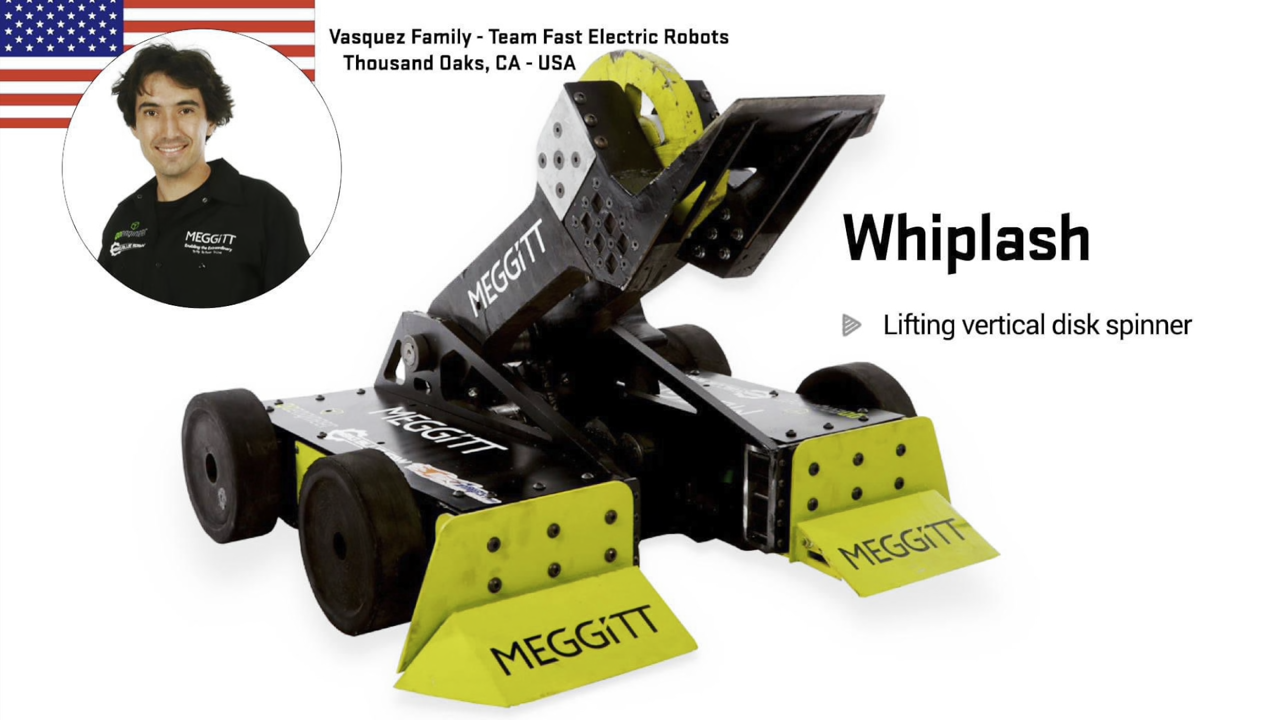 Vasquez Family - Team Fast Electric Robots
Thousand Oaks, CA - USA
MEGGiTT
MEGGiTT
Whiplash
Lifting vertical disk spinner
MEGGiTT
MEGGiTT
MEGGiTT